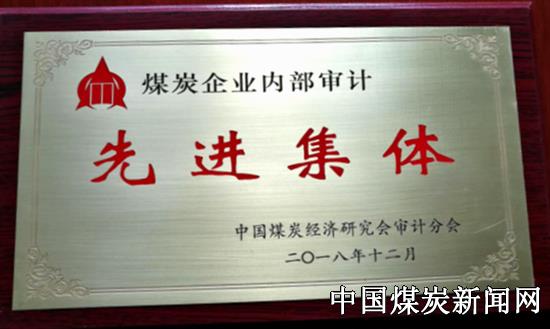 煤炭企业内部审计
先进集体
中国煤炭经济研究会审计分会
二〇一八年十二月
中国煤炭新闻网